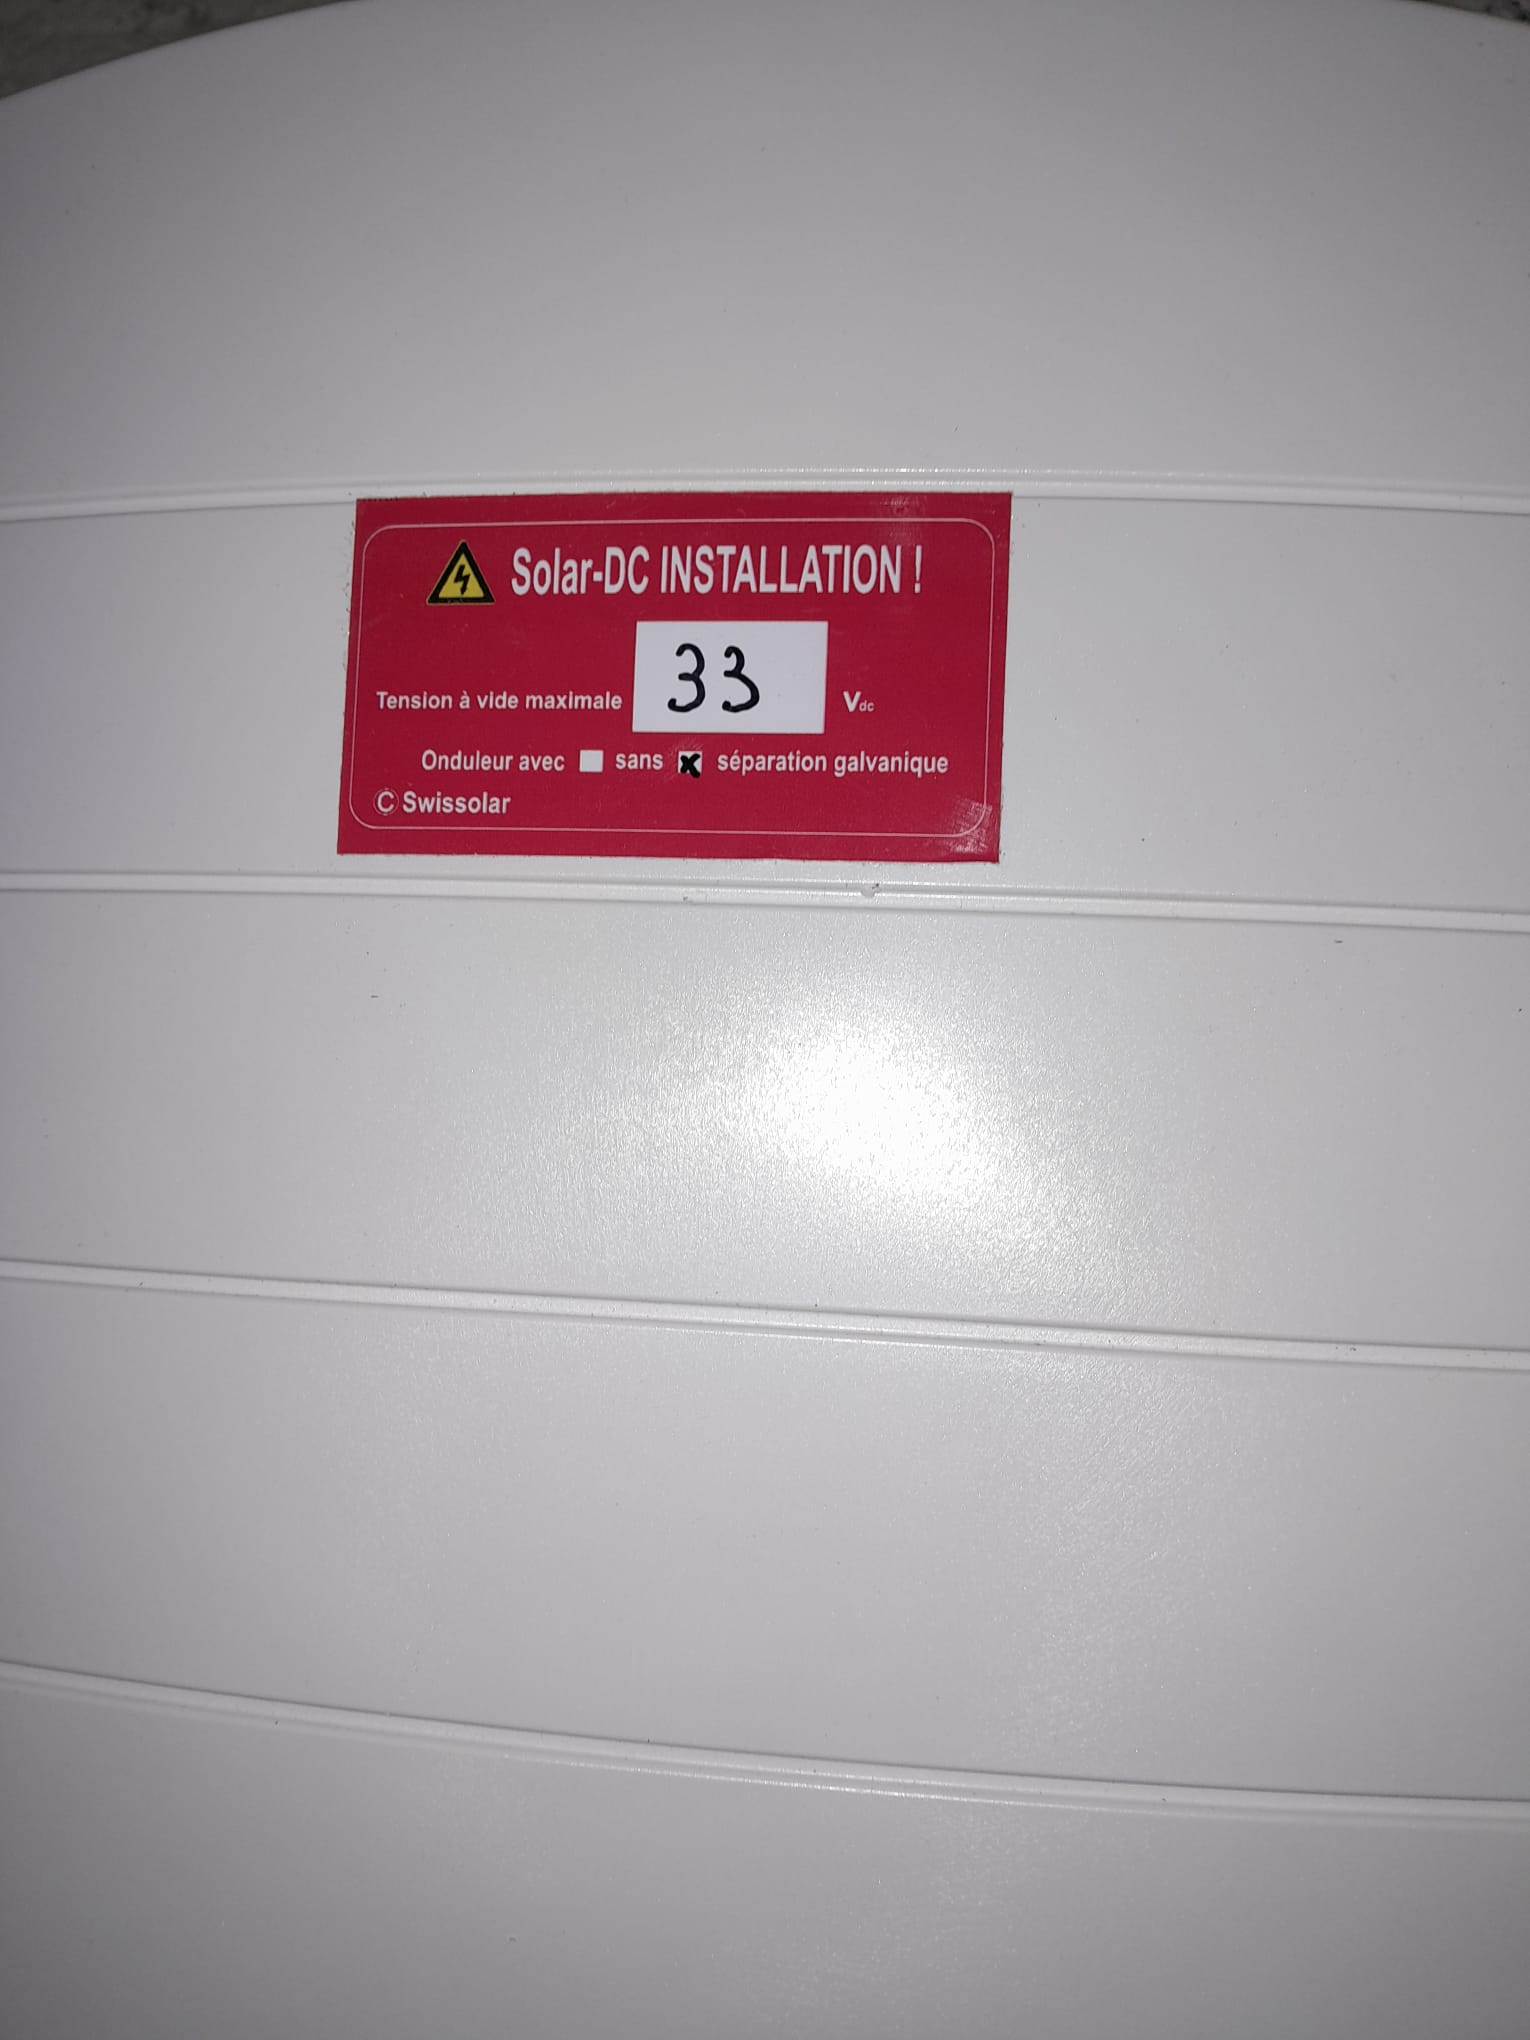 Solar-DC INSTALLATION !
Tension à vide maximale 33 Vdc
Onduleur avec sans séparation galvanique
© Swissolar